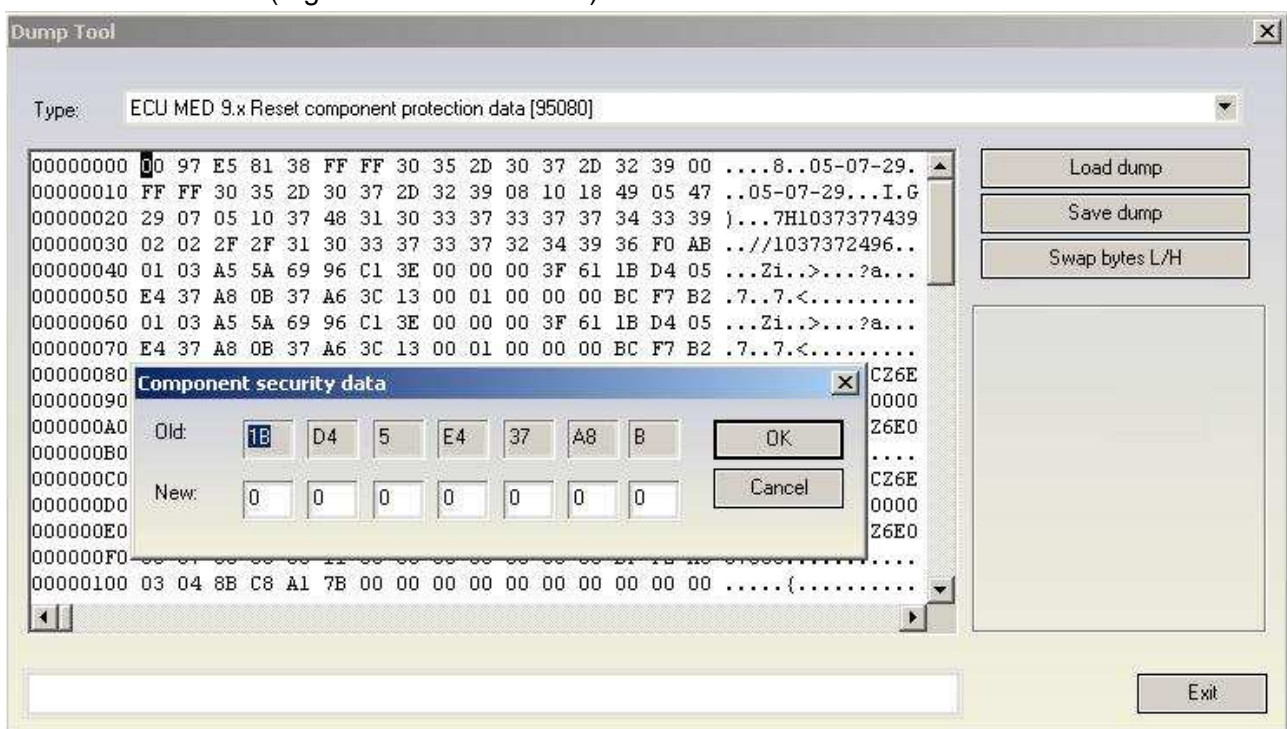 Dump Tool
Type: ECU MED 9.x Reset component protection data [95080]
00000000 00 97 E5 81 38 FF FF 30 35 2D 30 37 2D 32 39 00 ....8..05-07-29.
00000010 FF FF 30 35 2D 30 37 2D 32 39 08 10 18 49 05 47 ..05-07-29...I.G
00000020 29 07 05 10 37 48 31 30 33 37 33 37 37 34 33 39 )...7H1037377439
00000030 02 02 2F 2F 31 30 33 37 33 37 32 34 39 36 F0 AB ..//1037372496..
00000040 01 03 A5 5A 69 96 C1 3E 00 00 00 3F 61 1B D4 05 ...Zi..>...?a...
00000050 E4 37 A8 0B 37 A6 3C 13 00 01 00 00 00 BC F7 B2 .7..7.<.........
00000060 01 03 A5 5A 69 96 C1 3E 00 00 00 3F 61 1B D4 05 ...Zi..>...?a...
00000070 E4 37 A8 0B 37 A6 3C 13 00 01 00 00 00 BC F7 B2 .7..7.<.........
00000080 CZ6E
00000090 0000
000000A0 Z6E0
000000B0 ....
000000C0 CZ6E
000000D0 0000
000000E0 Z6E0
000000F0
00000100 03 04 8B C8 A1 7B 00 00 00 00 00 00 00 00 00 00 .....{..........
Component security data
Old: 1B D4 5 E4 37 A8 B
New: 0 0 0 0 0 0 0
OK
Cancel
Load dump
Save dump
Swap bytes L/H
Exit